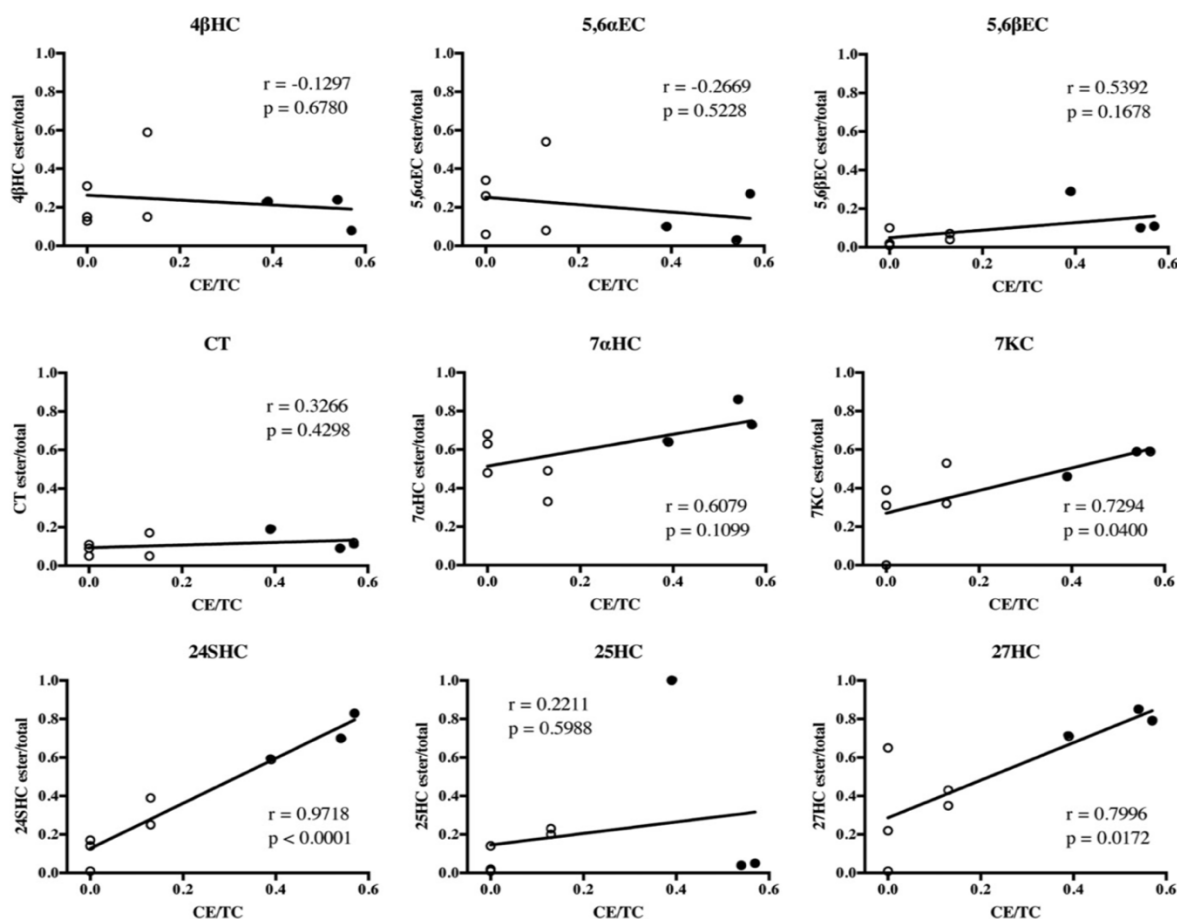 4βHC
1.0
0.8
0.6
0.4
0.2
0.0
4βHC ester/total
r = -0.1297
p = 0.6780
0.0
0.2
0.4
0.6
CE/TC
5,6αEC
1.0
0.8
0.6
0.4
0.2
0.0
5,6αEC ester/total
r = -0.2669
p = 0.5228
0.0
0.2
0.4
0.6
CE/TC
5,6βEC
1.0
0.8
0.6
0.4
0.2
0.0
5,6βEC ester/total
r = 0.5392
p = 0.1678
0.0
0.2
0.4
0.6
CE/TC
CT
1.0
0.8
0.6
0.4
0.2
0.0
CT ester/total
r = 0.3266
p = 0.4298
0.0
0.2
0.4
0.6
CE/TC
7αHC
1.0
0.8
0.6
0.4
0.2
0.0
7αHC ester/total
r = 0.6079
p = 0.1099
0.0
0.2
0.4
0.6
CE/TC
7KC
1.0
0.8
0.6
0.4
0.2
0.0
7KC ester/total
r = 0.7294
p = 0.0400
0.0
0.2
0.4
0.6
CE/TC
24SHC
1.0
0.8
0.6
0.4
0.2
0.0
24SHC ester/total
r = 0.9718
p < 0.0001
0.0
0.2
0.4
0.6
CE/TC
25HC
1.0
0.8
0.6
0.4
0.2
0.0
25HC ester/total
r = 0.2211
p = 0.5988
0.0
0.2
0.4
0.6
CE/TC
27HC
1.0
0.8
0.6
0.4
0.2
0.0
27HC ester/total
r = 0.7996
p = 0.0172
0.0
0.2
0.4
0.6
CE/TC